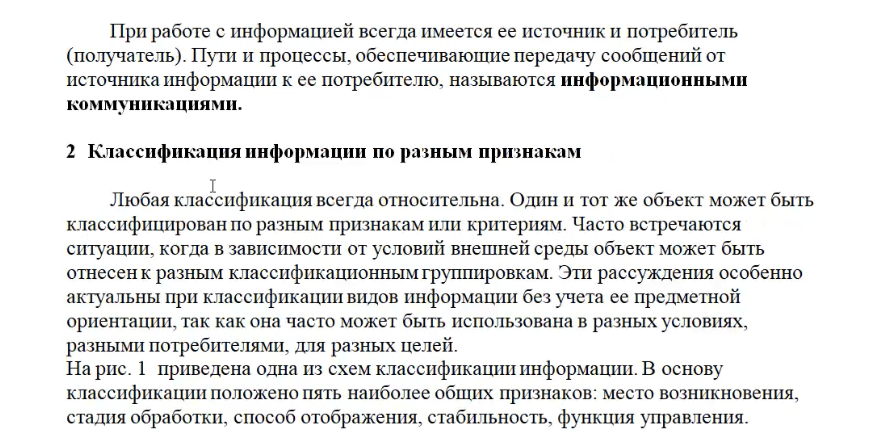 При работе с информацией всегда имеется ее источник и потребитель
(получатель). Пути и процессы, обеспечивающие передачу сообщений от
источника информации к ее потребителю, называются информационными
коммуникациями.
2 Классификация информации по разным признакам
Любая классификация всегда относительна. Один и тот же объект может быть
классифицирован по разным признакам или критериям. Часто встречаются
ситуации, когда в зависимости от условий внешней среды объект может быть
отнесен к разным классификационным группировкам. Эти рассуждения особенно
актуальны при классификации видов информации без учета ее предметной
ориентации, так как она часто может быть использована в разных условиях,
разными потребителями, для разных целей.
На рис. 1 приведена одна из схем классификации информации. В основу
классификации положено пять наиболее общих признаков: место возникновения,
стадия обработки, способ отображения, стабильность, функция управления.